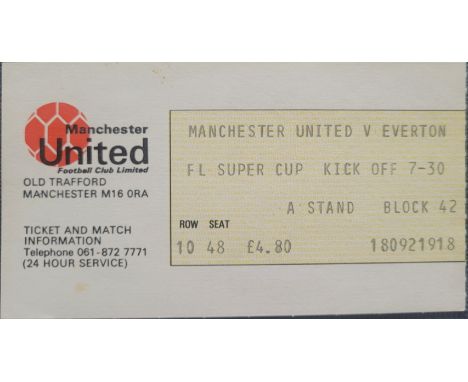 Manchester
United
Football Club Limited
OLD TRAFFORD
MANCHESTER M16 0RA
TICKET AND MATCH
INFORMATION
Telephone 061-872 7771
(24 HOUR SERVICE)
MANCHESTER UNITED V EVERTON
FL SUPER CUP KICK OFF 7-30
A STAND BLOCK 42
ROW SEAT
10 48 £4.80 180921918